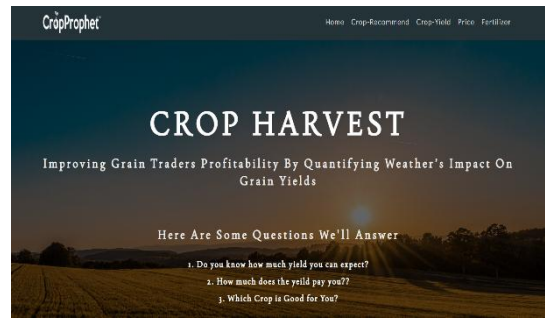 CropProphet
Home Crop-Recommend Crop-Yield Price Fertilizer
CROP HARVEST
Improving Grain Traders Profitability By Quantifying Weather's Impact On
Grain Yields
Here Are Some Questions We'll Answer
1. Do you know how much yield you can expect?
2. How much does the yeild pay you??
3. Which Crop is Good for You?